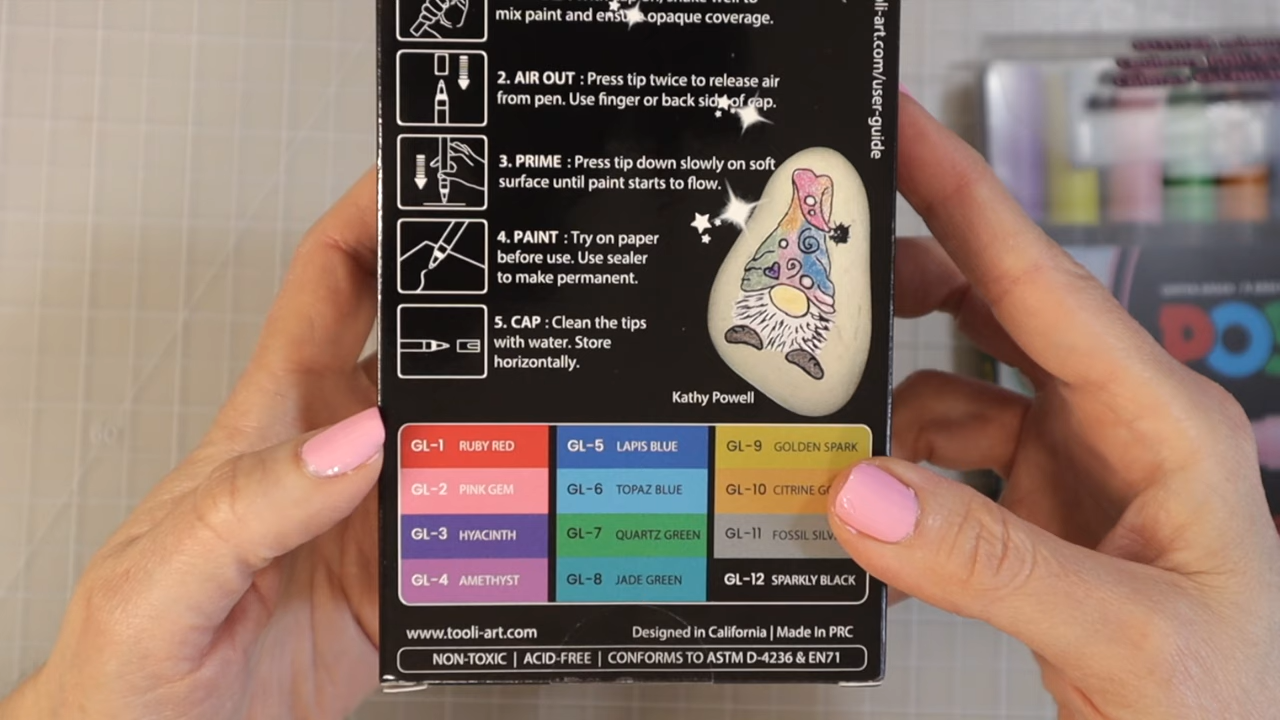 mix paint and ensure opaque coverage.
2. AIR OUT : Press tip twice to release air
from pen. Use finger or back side of cap.
3. PRIME : Press tip down slowly on soft
surface until paint starts to flow.
4. PAINT : Try on paper
before use. Use sealer
to make permanent.
5. CAP : Clean the tips
with water. Store
horizontally.
Kathy Powell
GL-1 RUBY RED
GL-2 PINK GEM
GL-3 HYACINTH
GL-4 AMETHYST
GL-5 LAPIS BLUE
GL-6 TOPAZ BLUE
GL-7 QUARTZ GREEN
GL-8 JADE GREEN
GL-9 GOLDEN SPARK
GL-10 CITRINE
GL-11 FOSSIL
GL-12 SPARKLY BLACK
www.tooli-art.com
Designed in California | Made In PRC
NON-TOXIC | ACID-FREE | CONFORMS TO ASTM D-4236 & EN71
oli-art.com/user-guide